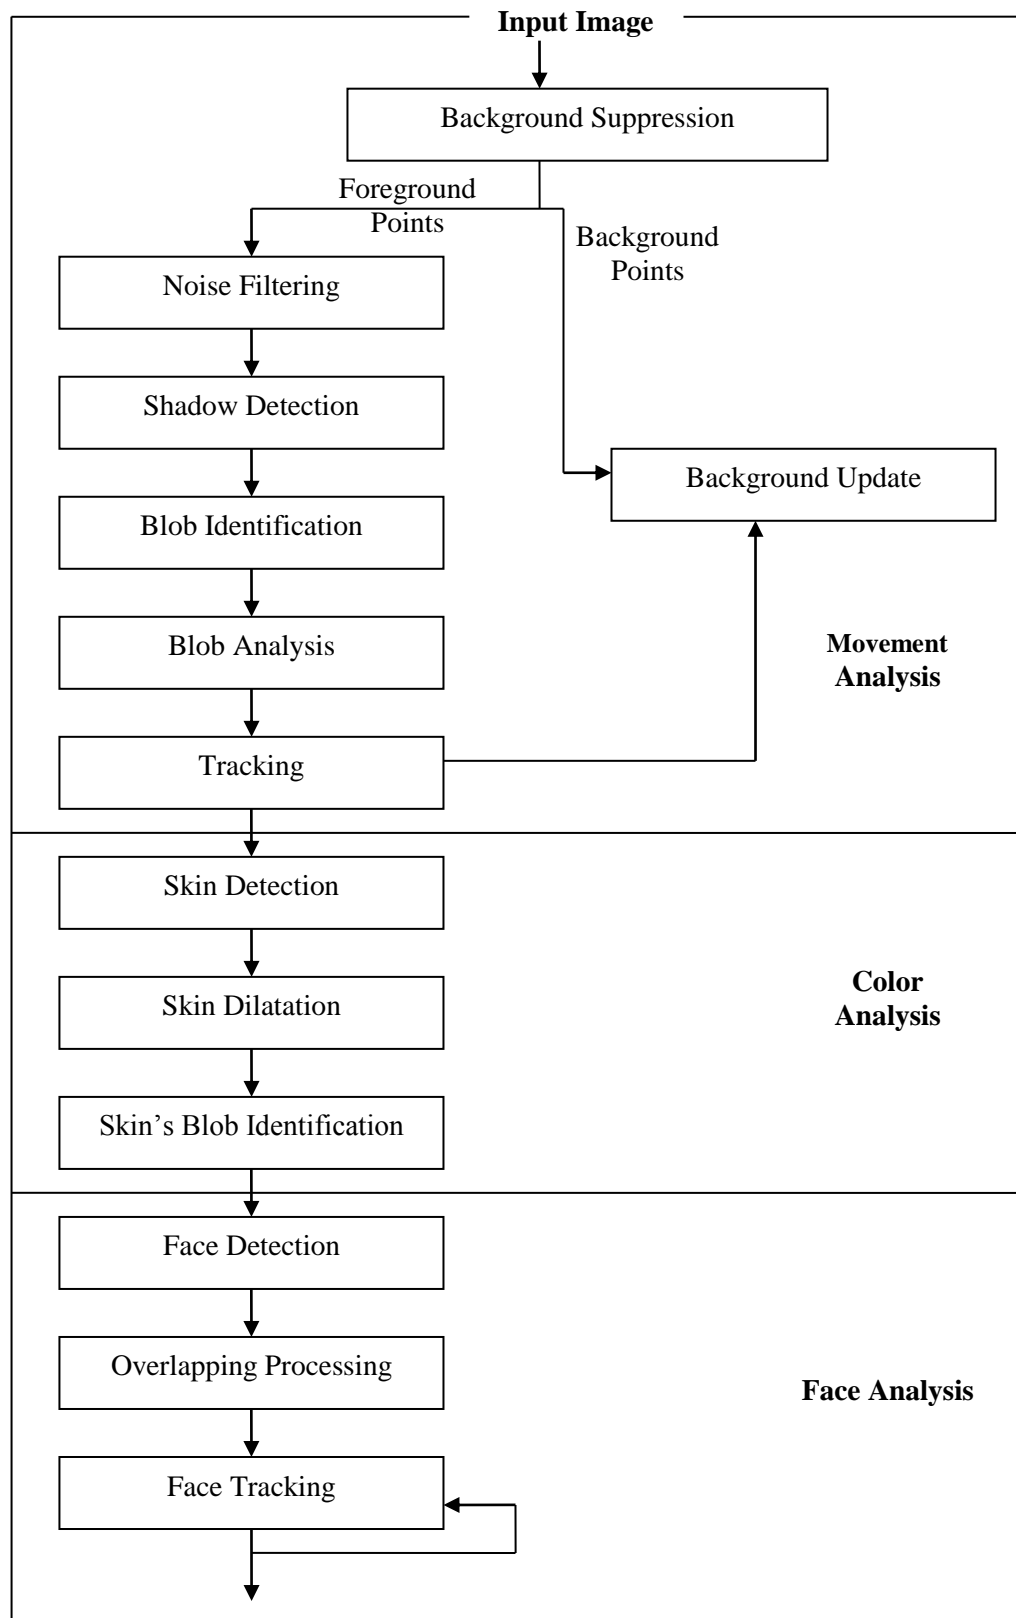 Input Image
Background Suppression
Foreground
Points
Background
Points
Noise Filtering
Shadow Detection
Blob Identification
Background Update
Blob Analysis
Movement
Analysis
Tracking
Skin Detection
Skin Dilatation
Color
Analysis
Skin’s Blob Identification
Face Detection
Overlapping Processing
Face Analysis
Face Tracking